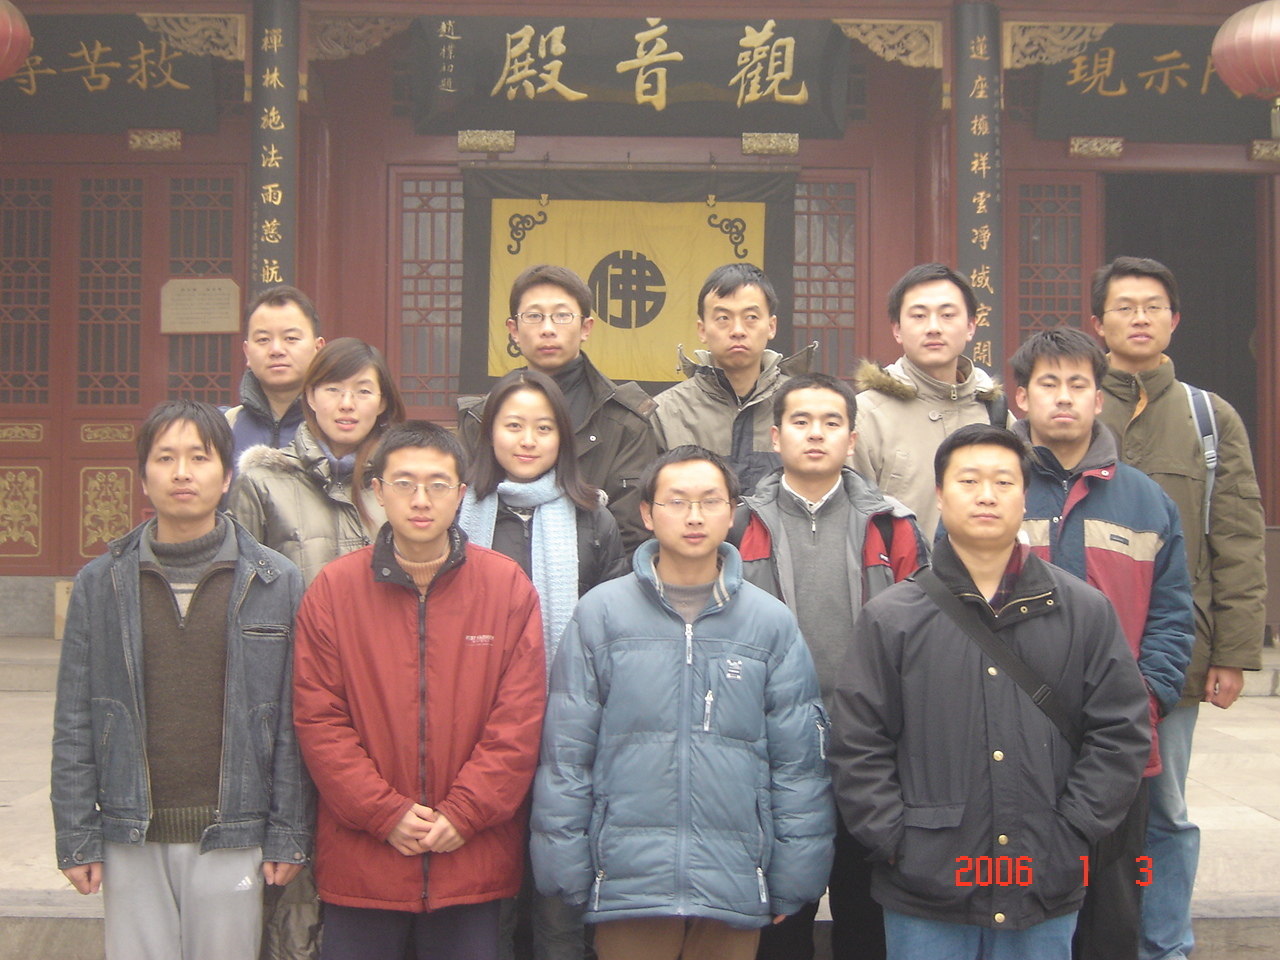 觀音殿
趙樸初題
門示現
救苦尋
蓮座擁祥雲淨域宏開
禪林施法雨慈航
佛
2006 1 3